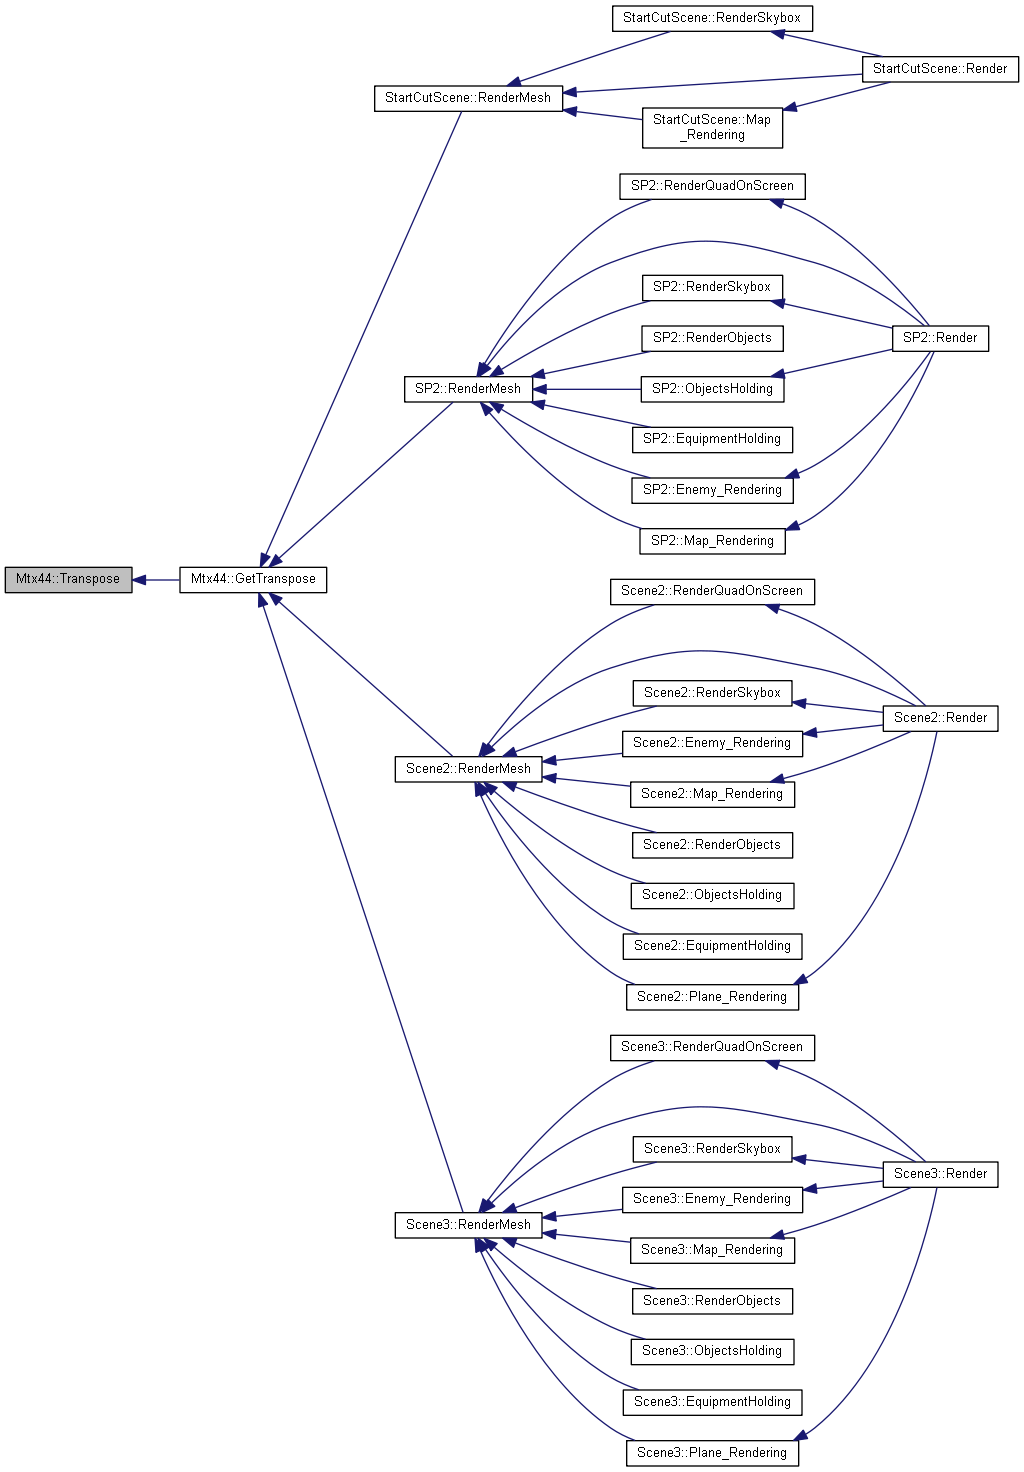 StartCutScene::RenderSkybox
StartCutScene::Render
StartCutScene::RenderMesh
StartCutScene::Map
_Rendering
SP2::RenderQuadOnScreen
SP2::RenderSkybox
SP2::RenderObjects
SP2::Render
SP2::RenderMesh
SP2::ObjectsHolding
SP2::EquipmentHolding
SP2::Enemy_Rendering
SP2::Map_Rendering
Mtx44::Transpose
Mtx44::GetTranspose
Scene2::RenderQuadOnScreen
Scene2::RenderSkybox
Scene2::Render
Scene2::Enemy_Rendering
Scene2::RenderMesh
Scene2::Map_Rendering
Scene2::RenderObjects
Scene2::ObjectsHolding
Scene2::EquipmentHolding
Scene2::Plane_Rendering
Scene3::RenderQuadOnScreen
Scene3::RenderSkybox
Scene3::Render
Scene3::Enemy_Rendering
Scene3::RenderMesh
Scene3::Map_Rendering
Scene3::RenderObjects
Scene3::ObjectsHolding
Scene3::EquipmentHolding
Scene3::Plane_Rendering